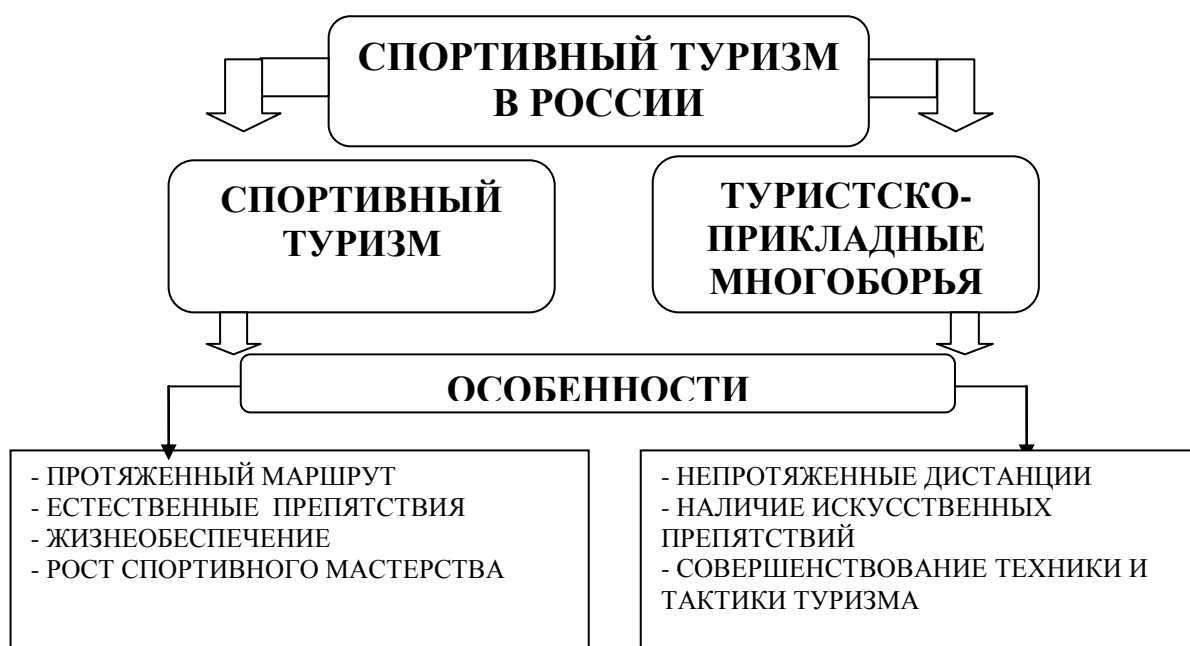 СПОРТИВНЫЙ ТУРИЗМ
В РОССИИ
СПОРТИВНЫЙ
ТУРИЗМ
ТУРИСТСКО-
ПРИКЛАДНЫЕ
МНОГОБОРЬЯ
ОСОБЕННОСТИ
- ПРОТЯЖЕННЫЙ МАРШРУТ
- ЕСТЕСТВЕННЫЕ ПРЕПЯТСТВИЯ
- ЖИЗНЕОБЕСПЕЧЕНИЕ
- РОСТ СПОРТИВНОГО МАСТЕРСТВА
- НЕПРОТЯЖЕННЫЕ ДИСТАНЦИИ
- НАЛИЧИЕ ИСКУССТВЕННЫХ
ПРЕПЯТСТВИЙ
- СОВЕРШЕНСТВОВАНИЕ ТЕХНИКИ И
ТАКТИКИ ТУРИЗМА